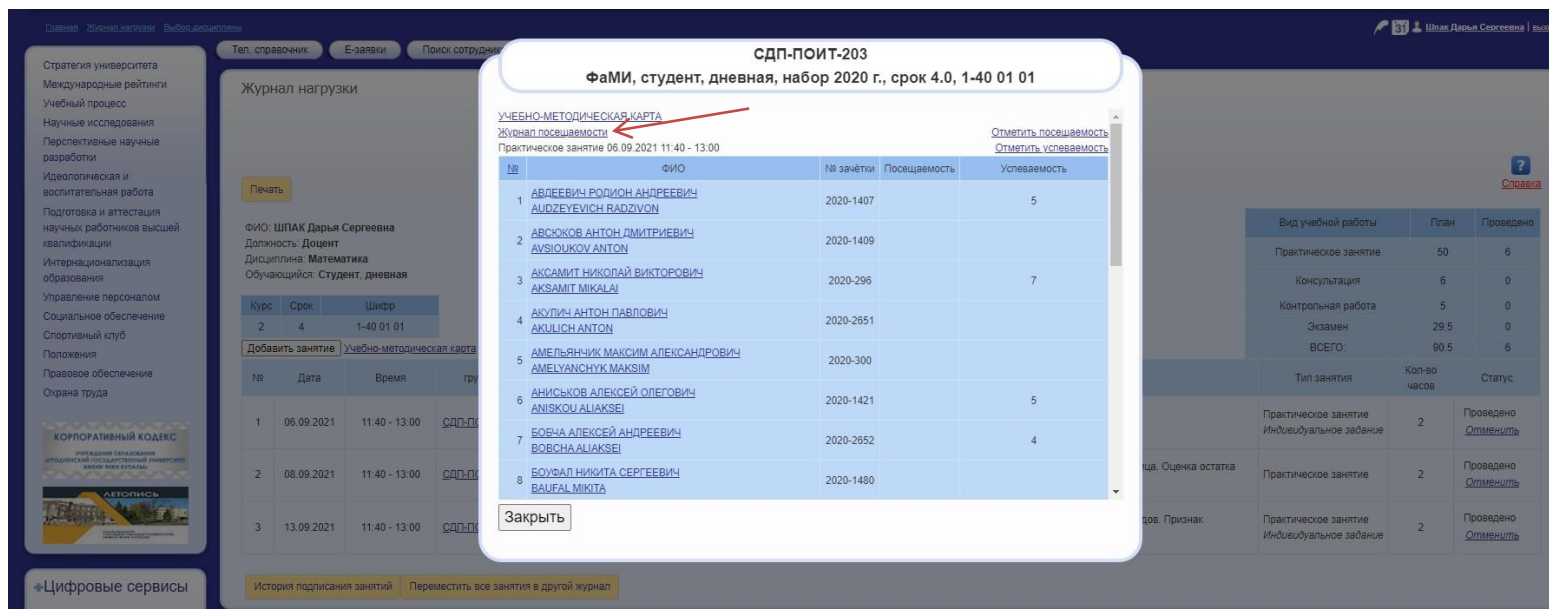 Главная Журнал нагрузки Выбор дисциплины
31 Шпак Дарья Сергеевна |
Тел. справочник Е-заявки Поиск сотрудник
Стратегия университета
Международные рейтинги
Учебный процесс
Научные исследования
Перспективные научные
разработки
Идеологическая и
воспитательная работа
Подготовка и аттестация
научных работников высшей
квалификации
Интернационализация
образования
Управление персоналом
Социальное обеспечение
Спортивный клуб
Положения
Правовое обеспечение
Охрана труда
КОРПОРАТИВНЫЙ КОДЕКС
ЛЕТОПИСЬ
+Цифровые сервисы
Журнал нагрузки
Печать
ФИО: ШПАК Дарья Сергеевна
Должность: Доцент
Дисциплина: Математика
Обучающийся: Студент, дневная
Курс Срок Шифр
2 4 1-40 01 01
Добавить занятие Учебно-методическая карта
№ Дата Время гру
1 06.09.2021 11:40 - 13:00 СДП-ПО
2 08.09.2021 11:40 - 13:00 СДП-ПО
3 13.09.2021 11:40 - 13:00 СДП-ПО
История подписания занятий Переместить все занятия в другой журнал
СДП-ПОИТ-203
ФаМИ, студент, дневная, набор 2020 г., срок 4.0, 1-40 01 01
УЧЕБНО-МЕТОДИЧЕСКАЯ КАРТА
Журнал посещаемости Отметить посещаемость
Практическое занятие 06.09.2021 11:40 - 13:00 Отметить успеваемость
№ ФИО № зачётки Посещаемость Успеваемость
1 АВДЕЕВИЧ РОДИОН АНДРЕЕВИЧ 2020-1407 5
AUDZEYEVICH RADZIVON
2 АВСЮКОВ АНТОН ДМИТРИЕВИЧ 2020-1409
AVSIOUKOV ANTON
3 АКСАМИТ НИКОЛАЙ ВИКТОРОВИЧ 2020-296 7
AKSAMIT MIKALAI
4 АКУЛИЧ АНТОН ПАВЛОВИЧ 2020-2651
AKULICH ANTON
5 АМЕЛЬЯНЧИК МАКСИМ АЛЕКСАНДРОВИЧ 2020-300
AMELYANCHYK MAKSIM
6 АНИСЬКОВ АЛЕКСЕЙ ОЛЕГОВИЧ 2020-1421 5
ANISKOU ALIAKSEI
7 БОБЧА АЛЕКСЕЙ АНДРЕЕВИЧ 2020-2652 4
BOBCHA ALIAKSEI
8 БОУФАЛ НИКИТА СЕРГЕЕВИЧ 2020-1480
BAUFAL MIKITA
Закрыть
?
Справка
Вид учебной работы План Проведено
Практическое занятие 50 6
Консультация 6 0
Контрольная работа 5 0
Экзамен 29.5 0
ВСЕГО: 90.5 6
Тип занятия Кол-во часов Статус
Практическое занятие 2 Проведено
Индивидуальное задание Отменить
ица. Оценка остатка Практическое занятие 2 Проведено
Отменить
дов. Признак Практическое занятие 2 Проведено
Индивидуальное задание Отменить